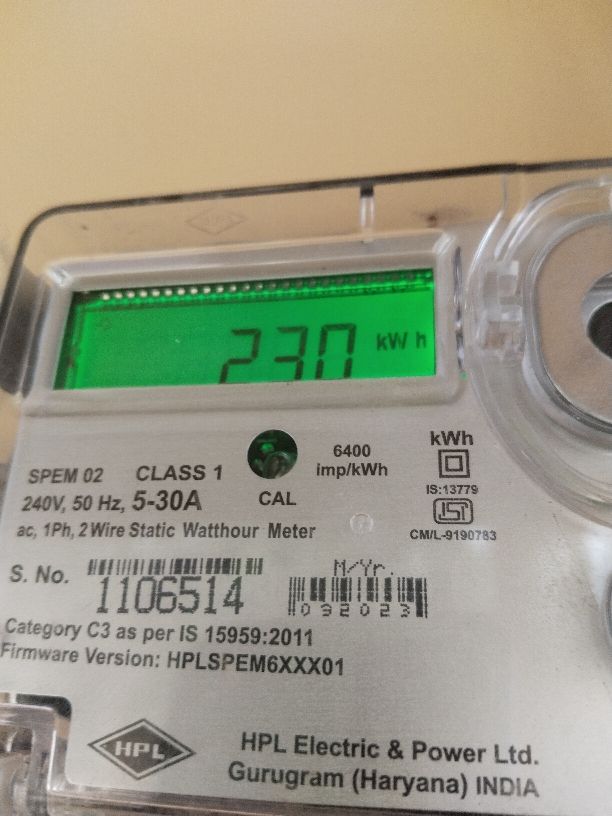 230 kWh
6400
imp/kWh
kWh
SPEM 02 CLASS 1
240V, 50 Hz, 5-30A
CAL
IS:13779
ISI
ac, 1Ph, 2 Wire Static Watthour Meter
CM/L-9190783
S. No. 1106514
M/Yr.
092023
Category C3 as per IS 15959:2011
Firmware Version: HPLSPEM6XXX01
HPL
HPL Electric & Power Ltd.
Gurugram (Haryana) INDIA